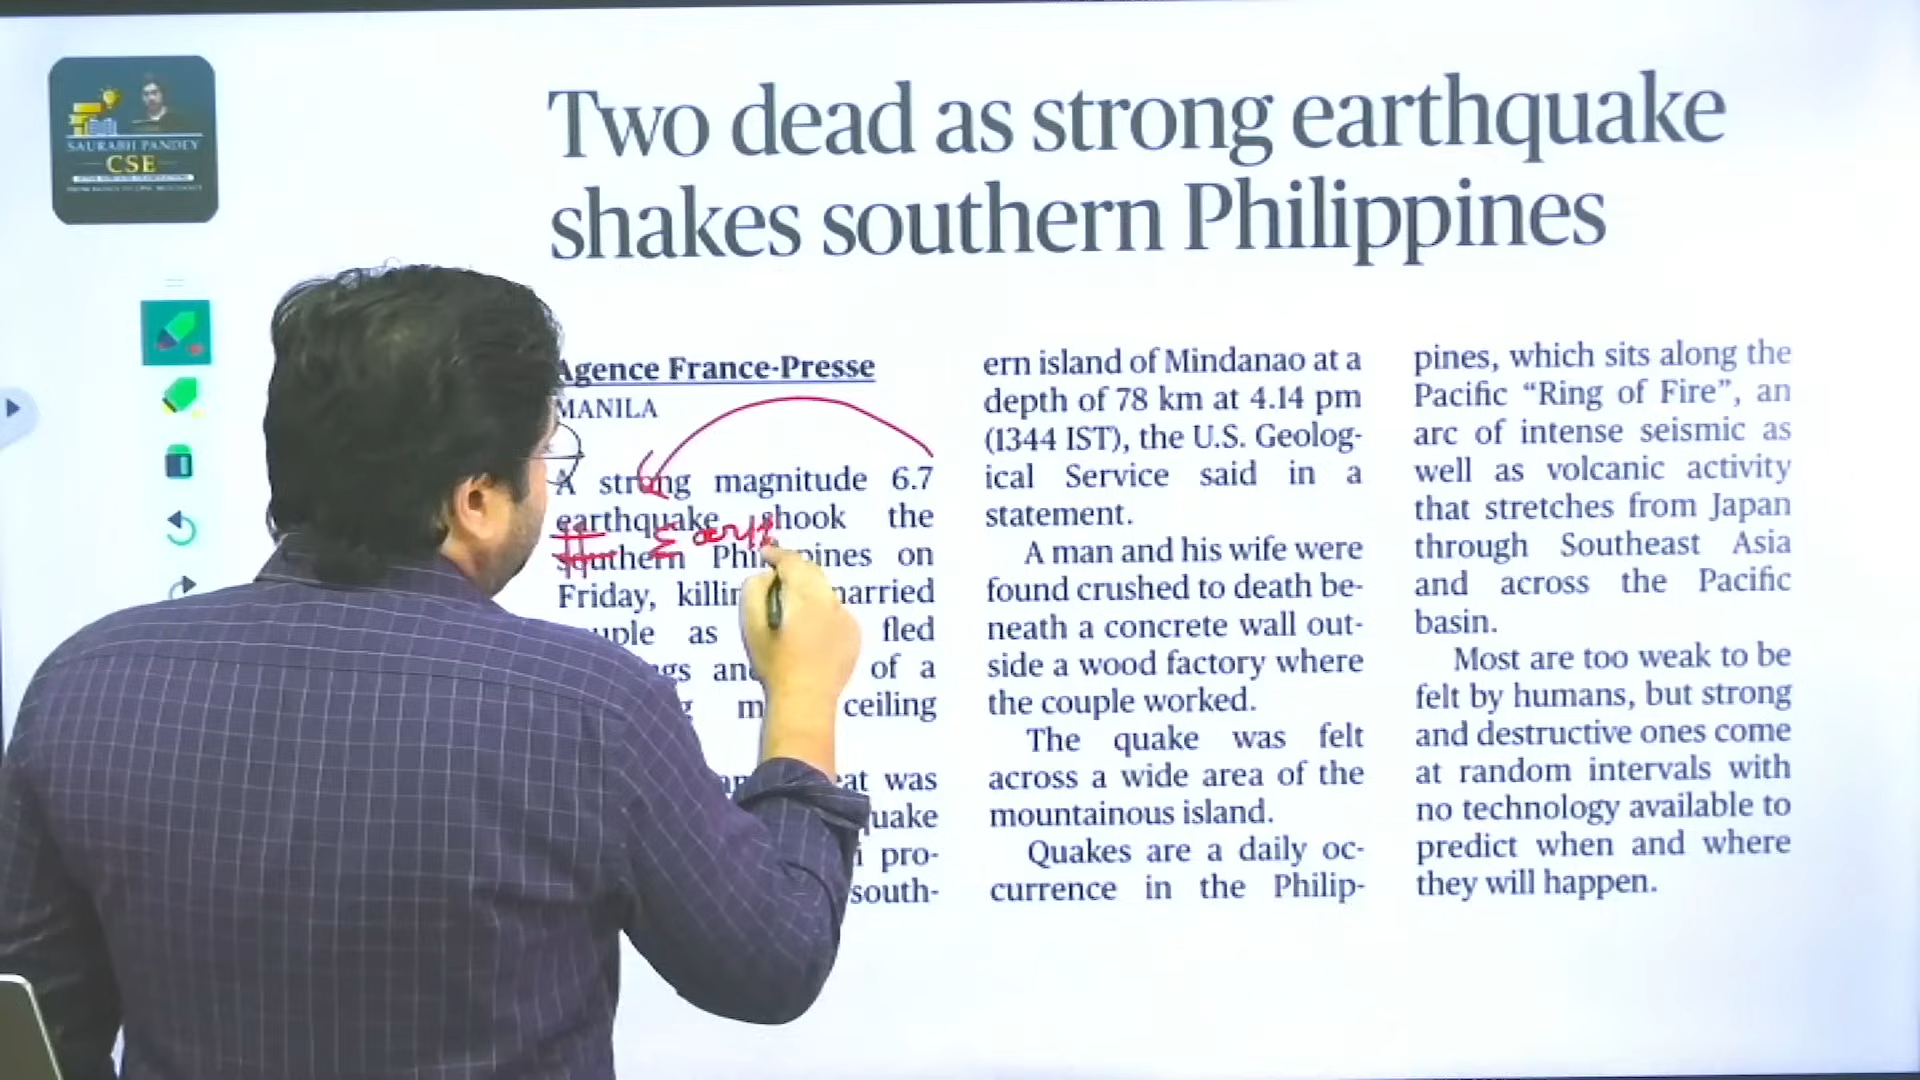 SAURABH PANDEY
CSE
Two dead as strong earthquake
shakes southern Philippines
Agence France-Presse
MANILA
A strong magnitude 6.7
earthquake shook the
southern Philippines on
Friday, killing married
as fled
of a
ceiling
was
pro-
south-
ern island of Mindanao at a
depth of 78 km at 4.14 pm
(1344 IST), the U.S. Geolog-
ical Service said in a
statement.
A man and his wife were
found crushed to death be-
neath a concrete wall out-
side a wood factory where
the couple worked.
The quake was felt
across a wide area of the
mountainous island.
Quakes are a daily oc-
currence in the Philip-
pines, which sits along the
Pacific “Ring of Fire”, an
arc of intense seismic as
well as volcanic activity
that stretches from Japan
through Southeast Asia
and across the Pacific
basin.
Most are too weak to be
felt by humans, but strong
and destructive ones come
at random intervals with
no technology available to
predict when and where
they will happen.